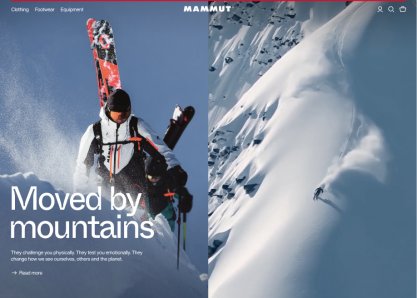 Clothing Footwear Equipment
MAMMUT
Moved by
mountains
They challenge you physically. They test you emotionally. They
change how we see ourselves, others and the planet.
→ Read more